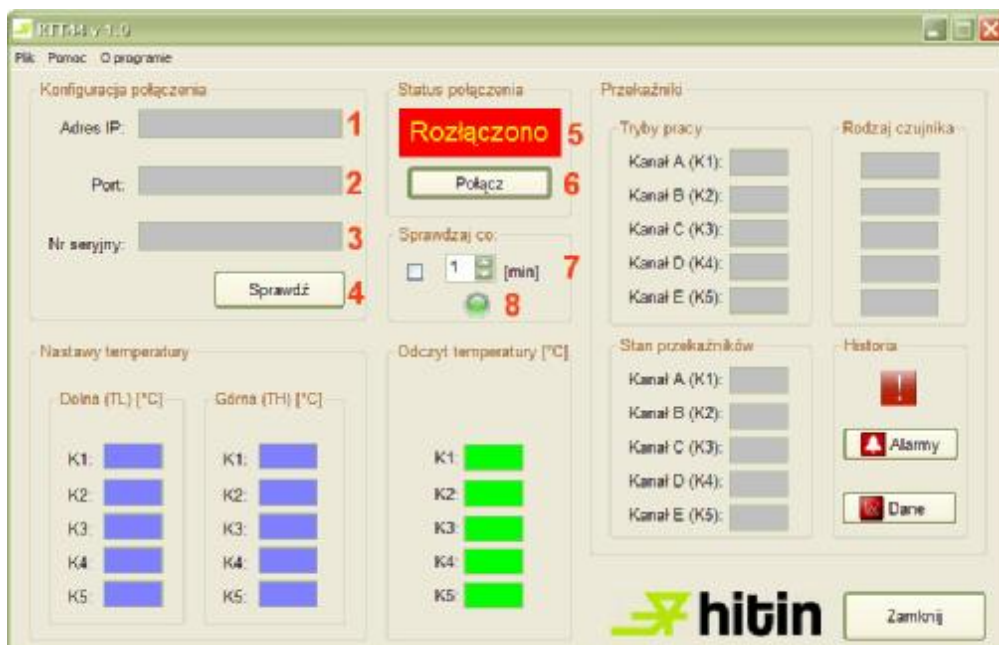 RTT44 v 1.0
Plik Pomoc O programie
Konfiguracja połączenia
Adres IP: 1
Port: 2
Nr seryjny: 3
Sprawdź 4
Status połączenia
Rozłączono 5
Połącz 6
Sprawdzaj co:
1 [min] 7
8
Przekaźniki
Tryby pracy
Kanał A (K1):
Kanał B (K2):
Kanał C (K3):
Kanał D (K4):
Kanał E (K5):
Rodzaj czujnika
Nastawy temperatury
Dolna (TL) [°C]
K1:
K2:
K3:
K4:
K5:
Górna (TH) [°C]
K1:
K2:
K3:
K4:
K5:
Odczyt temperatury [°C]
K1:
K2:
K3:
K4:
K5:
Stan przekaźników
Kanał A (K1):
Kanał B (K2):
Kanał C (K3):
Kanał D (K4):
Kanał E (K5):
Historia
!
Alarmy
Dane
hitin
Zamknij